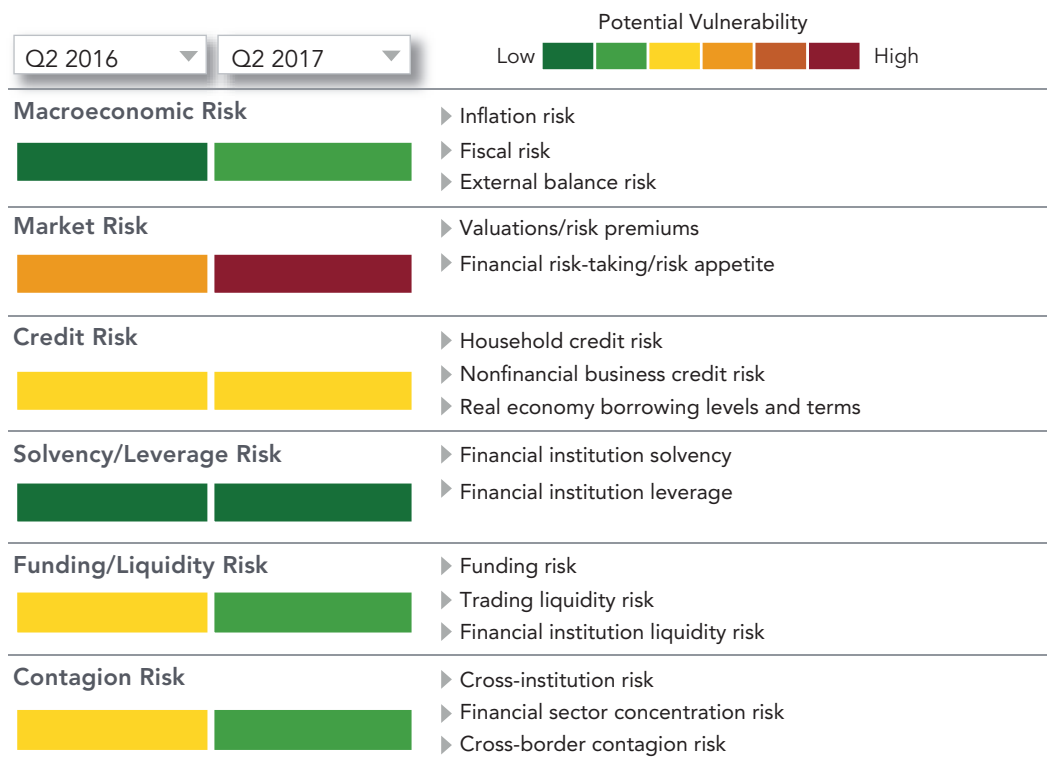 Potential Vulnerability
Q2 2016 Q2 2017 Low High
Macroeconomic Risk
Inflation risk
Fiscal risk
External balance risk
Market Risk
Valuations/risk premiums
Financial risk-taking/risk appetite
Credit Risk
Household credit risk
Nonfinancial business credit risk
Real economy borrowing levels and terms
Solvency/Leverage Risk
Financial institution solvency
Financial institution leverage
Funding/Liquidity Risk
Funding risk
Trading liquidity risk
Financial institution liquidity risk
Contagion Risk
Cross-institution risk
Financial sector concentration risk
Cross-border contagion risk